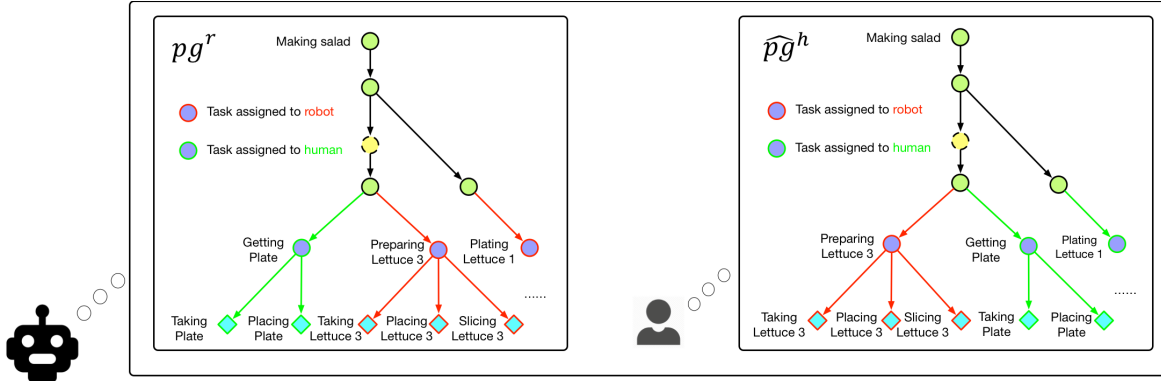 pg^r
Making salad
Task assigned to robot
Task assigned to human
Getting
Plate
Preparing
Lettuce 3
Plating
Lettuce 1
......
Taking
Plate
Placing
Plate
Taking
Lettuce 3
Placing
Lettuce 3
Slicing
Lettuce 3
\widehat{pg}^h
Making salad
Task assigned to robot
Task assigned to human
Preparing
Lettuce 3
Getting
Plate
Plating
Lettuce 1
......
Taking
Lettuce 3
Placing
Lettuce 3
Slicing
Lettuce 3
Taking
Plate
Placing
Plate